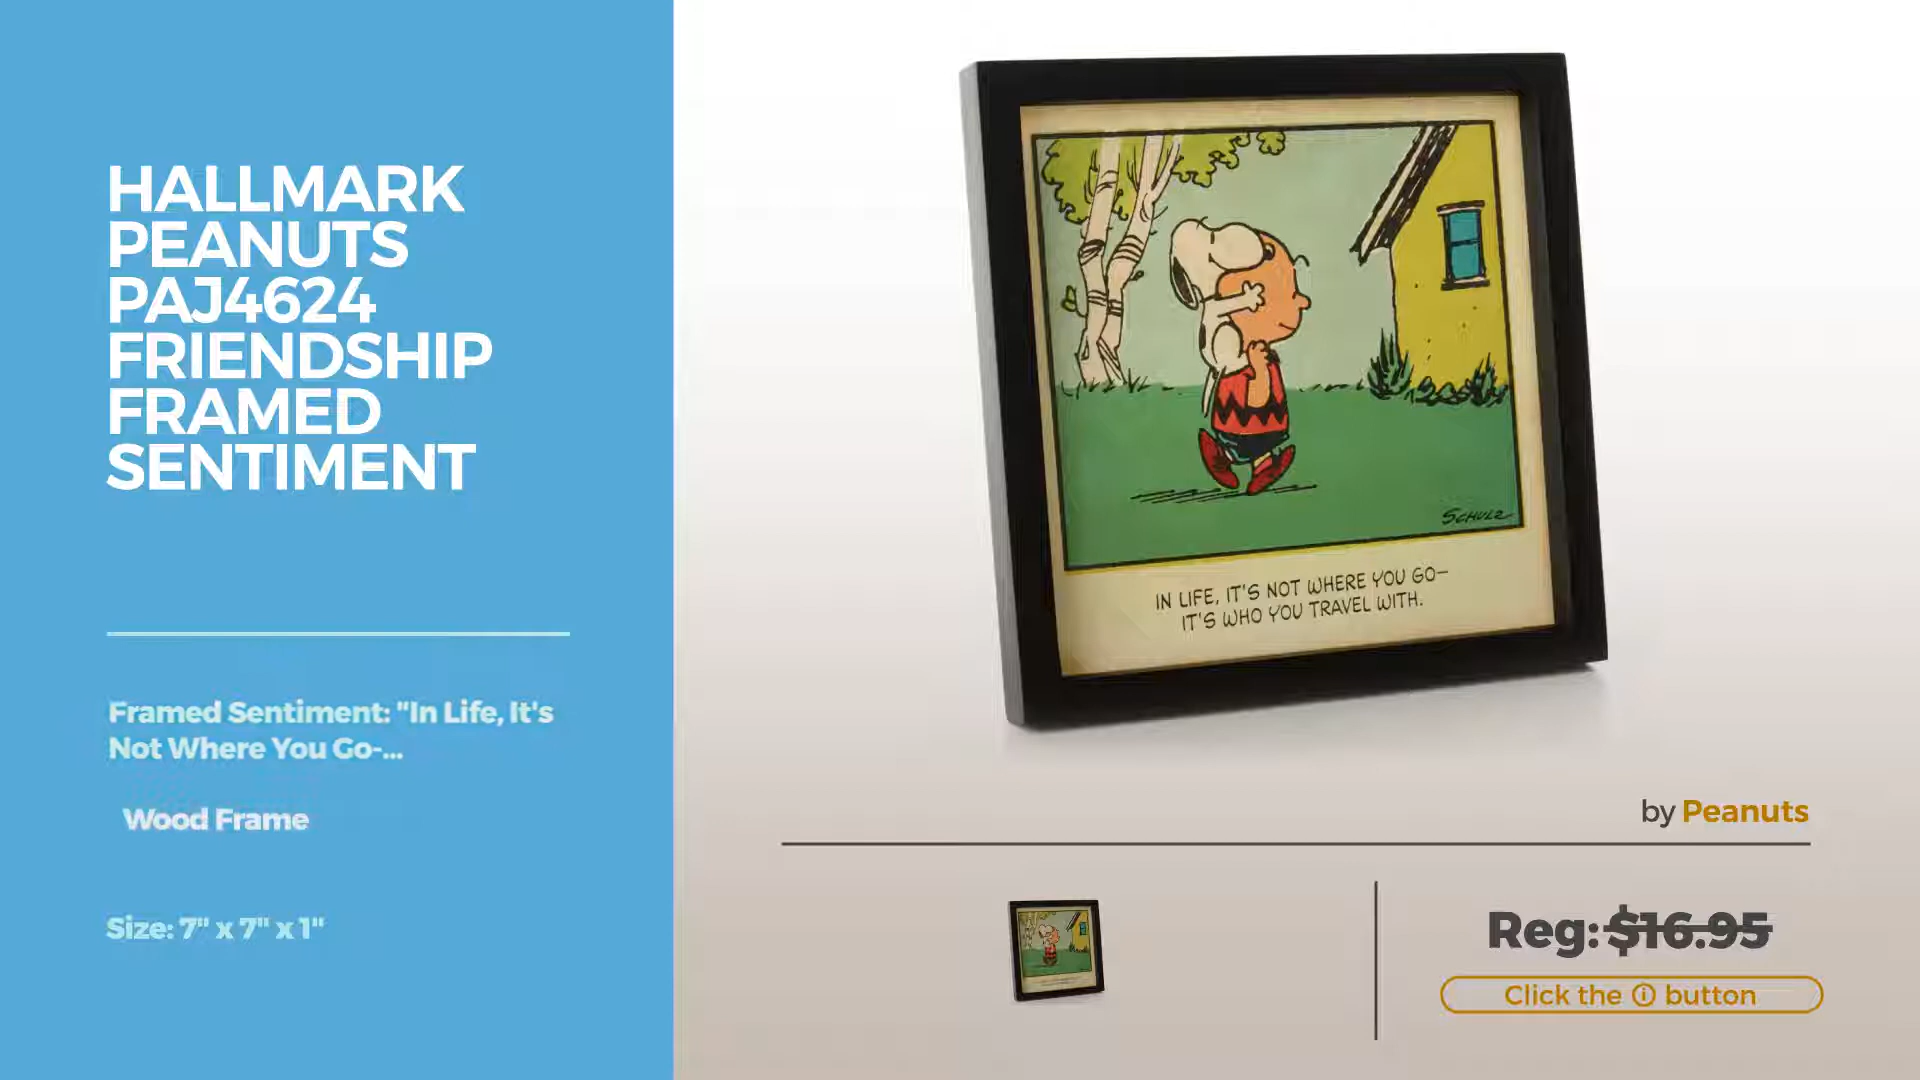 HALLMARK
PEANUTS
PAJ4624
FRIENDSHIP
FRAMED
SENTIMENT
Framed Sentiment: "In Life, It's
Not Where You Go-...
Wood Frame
Size: 7" x 7" x 1"
SCHULZ
IN LIFE, IT'S NOT WHERE YOU GO—
IT'S WHO YOU TRAVEL WITH.
by Peanuts
Reg: $16.95
Click the ⓘ button